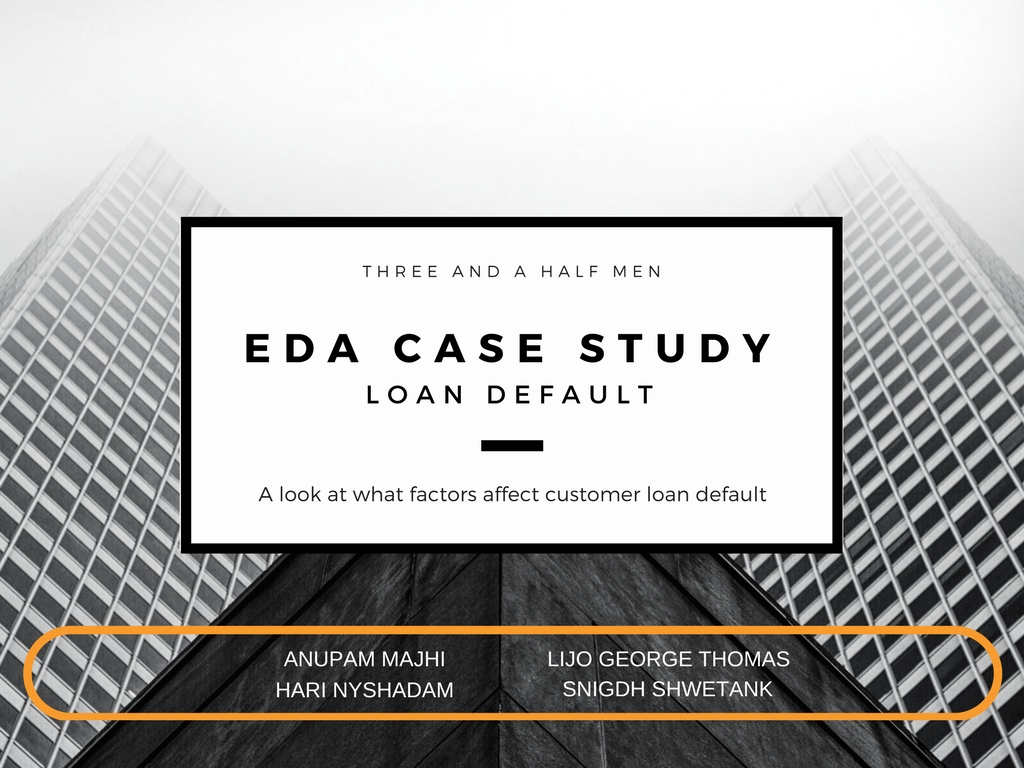 THREE AND A HALF MEN
EDA CASE STUDY
LOAN DEFAULT
A look at what factors affect customer loan default
ANUPAM MAJHI
HARI NYSHADAM
LIJO GEORGE THOMAS
SNIGDH SHWETANK